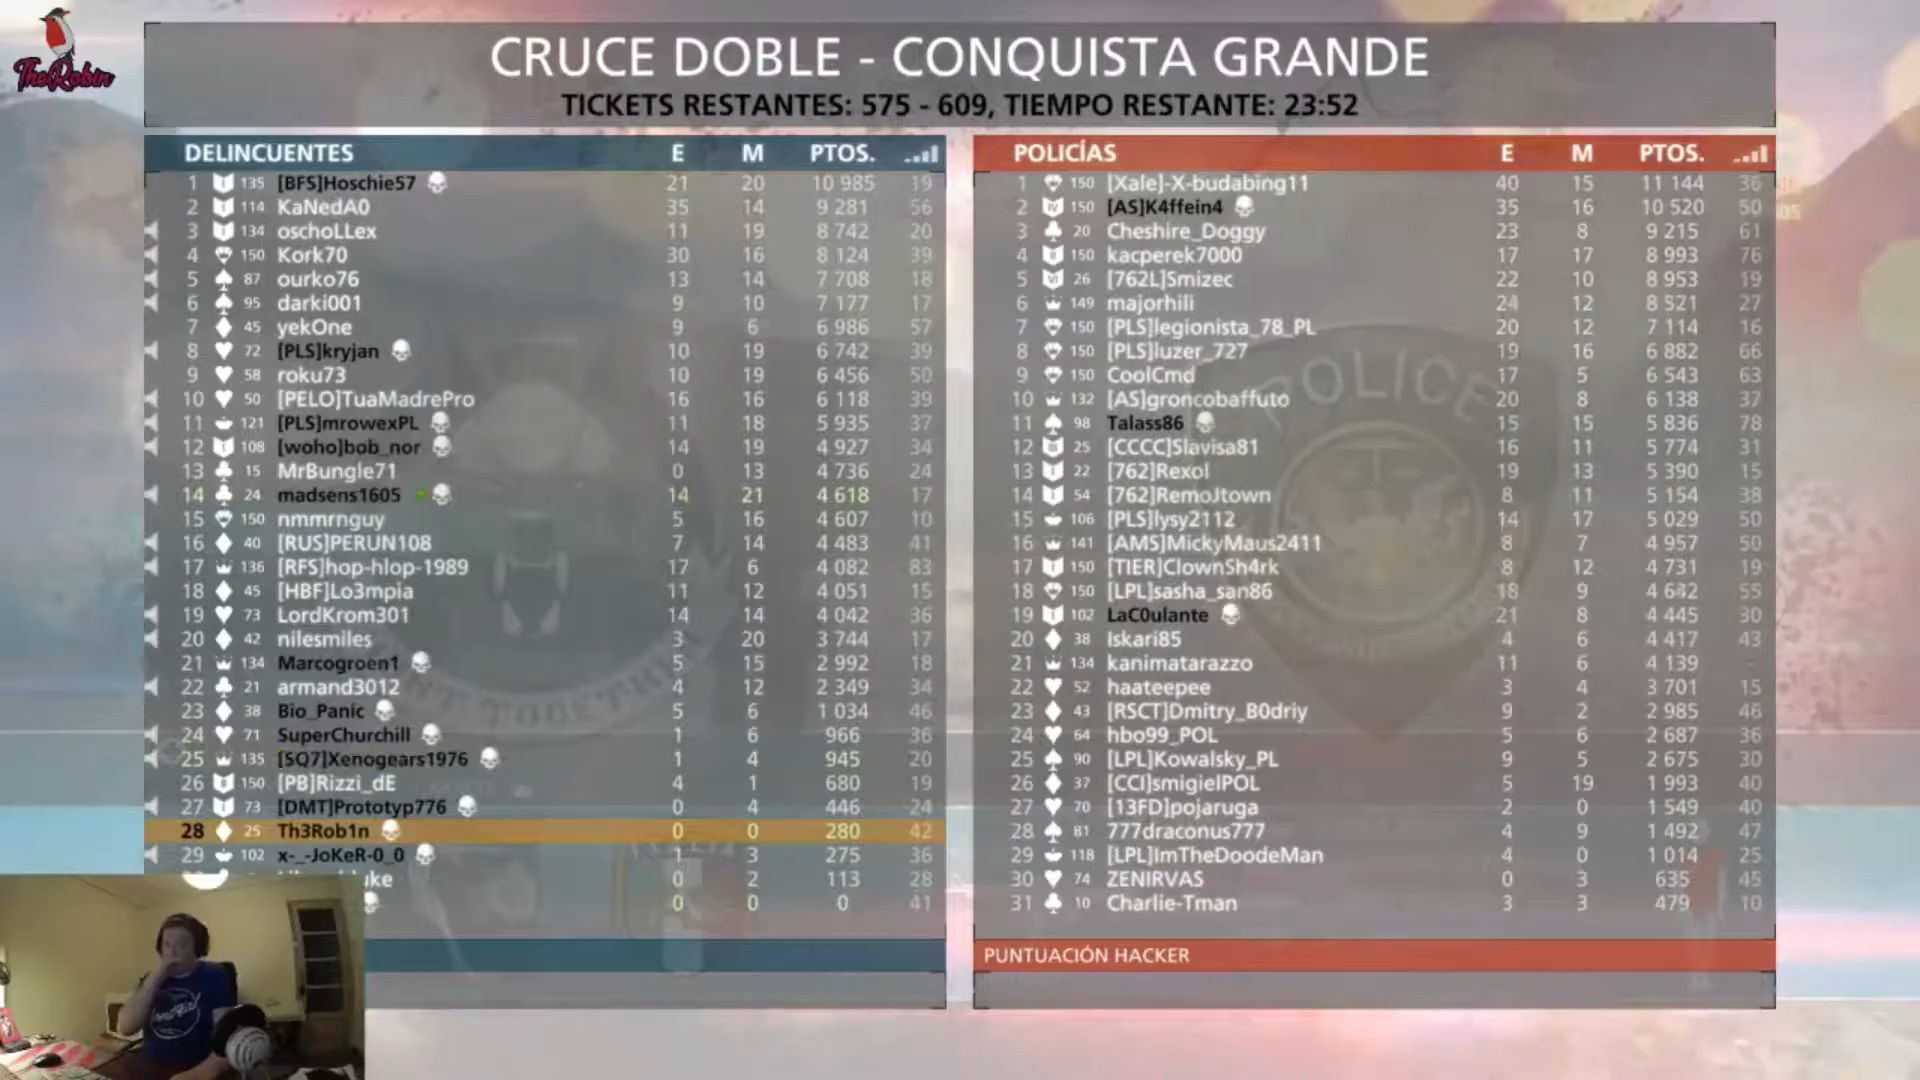 TheRobin
CRUCE DOBLE - CONQUISTA GRANDE
TICKETS RESTANTES: 575 - 609, TIEMPO RESTANTE: 23:52
DELINCUENTES E M PTOS.
1 135 [BFS]Hoschie57 21 20 10 985 19
2 114 KaNedA0 35 14 9 281 56
3 134 oschoLLex 11 19 8 742 20
4 150 Kork70 30 16 8 124 39
5 87 ourko76 13 14 7 708 18
6 95 darki001 9 10 7 177 17
7 45 yekOne 9 6 6 986 57
8 72 [PLS]kryjan 10 19 6 742 39
9 58 roku73 10 19 6 456 50
10 50 [PELO]TuaMadrePro 16 16 6 118 39
11 121 [PLS]mrowexPL 11 18 5 935 37
12 108 [woho]bob_nor 14 19 4 927 34
13 15 MrBungle71 0 13 4 736 24
14 24 madsens1605 14 21 4 618 17
15 150 nmmrnguy 5 16 4 607 10
16 40 [RUS]PERUN108 7 14 4 483 41
17 136 [RFS]hop-hlop-1989 17 6 4 082 83
18 45 [HBF]Lo3mpia 11 12 4 051 15
19 73 LordKrom301 14 14 4 042 36
20 42 nilesmiles 3 20 3 744 17
21 134 Marcogroen1 5 15 2 992 18
22 21 armand3012 4 12 2 349 34
23 38 Bio_Panic 5 6 1 034 46
24 71 SuperChurchill 1 6 966 36
25 135 [SQ7]Xenogears1976 1 4 945 20
26 150 [PB]Rizzi_dE 4 1 680 19
27 73 [DMT]Prototyp776 0 4 446 24
28 25 Th3Rob1n 0 0 280 42
29 102 x-_-JoKeR-0_0 1 3 275 36
0 2 113 28
0 0 0 41
POLICÍAS E M PTOS.
1 150 [Xale]-X-budabing11 40 15 11 144 36
2 150 [AS]K4ffein4 35 16 10 520 50
3 20 Cheshire_Doggy 23 8 9 215 61
4 150 kacperek7000 17 17 8 993 76
5 26 [762L]Smizec 22 10 8 953 19
6 149 majorhili 24 12 8 521 27
7 150 [PLS]legionista_78_PL 20 12 7 114 16
8 150 [PLS]luzer_727 19 16 6 882 66
9 150 CoolCmd 17 5 6 543 63
10 132 [AS]groncobaffuto 20 8 6 138 37
11 98 Talass86 15 15 5 836 78
12 25 [CCCC]Slavisa81 16 11 5 774 31
13 22 [762]Rexol 19 13 5 390 15
14 54 [762]RemoJtown 8 11 5 154 38
15 106 [PLS]lysy2112 14 17 5 029 50
16 141 [AMS]MickyMaus2411 8 7 4 957 50
17 150 [TIER]ClownSh4rk 8 12 4 731 19
18 150 [LPL]sasha_san86 18 9 4 642 55
19 102 LaC0ulante 21 8 4 445 30
20 38 Iskari85 4 6 4 417 43
21 134 kanimatarazzo 11 6 4 139 -
22 52 haateepee 3 4 3 701 15
23 43 [RSCT]Dmitry_B0driy 9 2 2 985 46
24 64 hbo99_POL 5 6 2 687 36
25 90 [LPL]Kowalsky_PL 9 5 2 675 30
26 37 [CCI]smigielPOL 5 19 1 993 40
27 70 [13FD]pojaruga 2 0 1 549 40
28 81 777draconus777 4 9 1 492 47
29 118 [LPL]ImTheDoodeMan 4 0 1 014 25
30 74 ZENIRVAS 0 3 635 45
31 10 Charlie-Tman 3 3 479 10
PUNTUACIÓN HACKER
POLICE